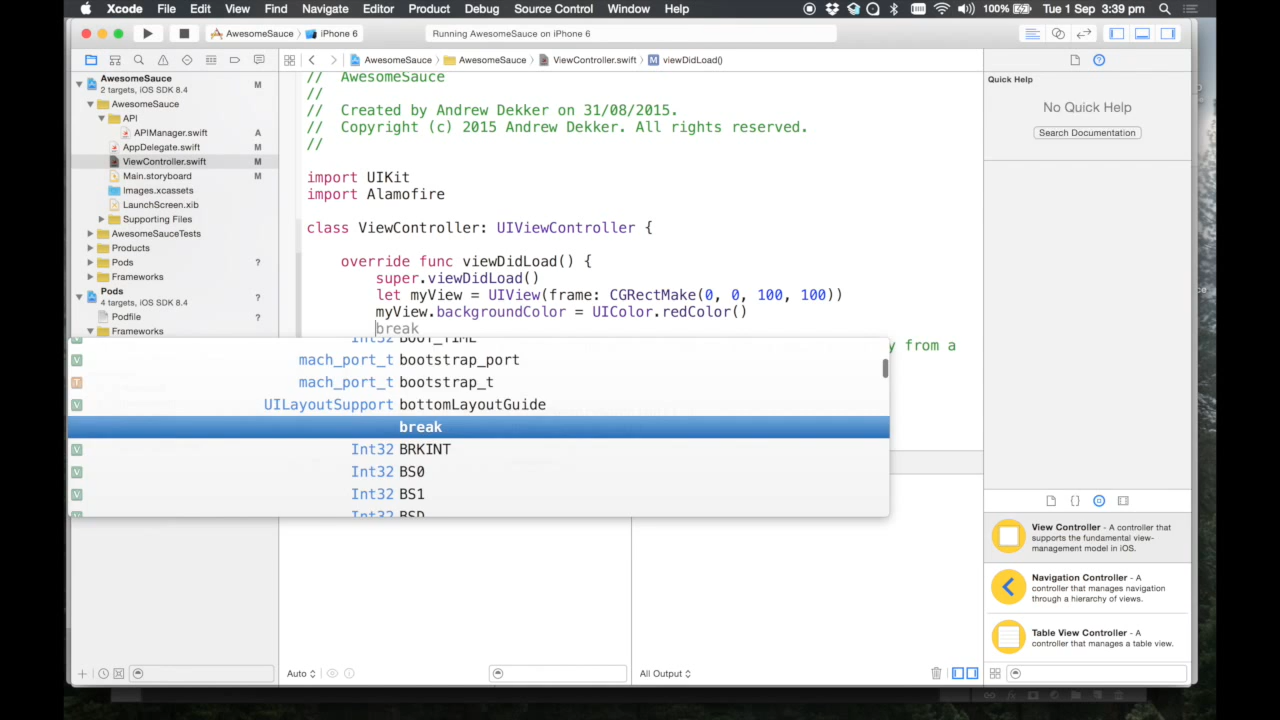 Xcode File Edit View Find Navigate Editor Product Debug Source Control Window Help 100% Tue 1 Sep 3:39 pm
AwesomeSauce iPhone 6 Running AwesomeSauce on iPhone 6
AwesomeSauce AwesomeSauce ViewController.swift M viewDidLoad()
AwesomeSauce M
2 targets, iOS SDK 8.4
AwesomeSauce
API
APIManager.swift A
AppDelegate.swift M
ViewController.swift M
Main.storyboard M
Images.xcassets
LaunchScreen.xib
Supporting Files
AwesomeSauceTests
Products
Pods ?
Frameworks
Pods ?
4 targets, iOS SDK 8.4
Podfile ?
Frameworks
// AwesomeSauce
//
// Created by Andrew Dekker on 31/08/2015.
// Copyright (c) 2015 Andrew Dekker. All rights reserved.
//
import UIKit
import Alamofire
class ViewController: UIViewController {
override func viewDidLoad() {
super.viewDidLoad()
let myView = UIView(frame: CGRectMake(0, 0, 100, 100))
myView.backgroundColor = UIColor.redColor()
break
y from a
Int32 BOOT_TIME
V mach_port_t bootstrap_port
T mach_port_t bootstrap_t
V UILayoutSupport bottomLayoutGuide
break
V Int32 BRKINT
V Int32 BS0
V Int32 BS1
Int32 BSD
Quick Help
No Quick Help
Search Documentation
View Controller - A controller that
supports the fundamental view-
management model in iOS.
Navigation Controller - A
controller that manages navigation
through a hierarchy of views.
Table View Controller - A
controller that manages a table view.
Auto
All Output